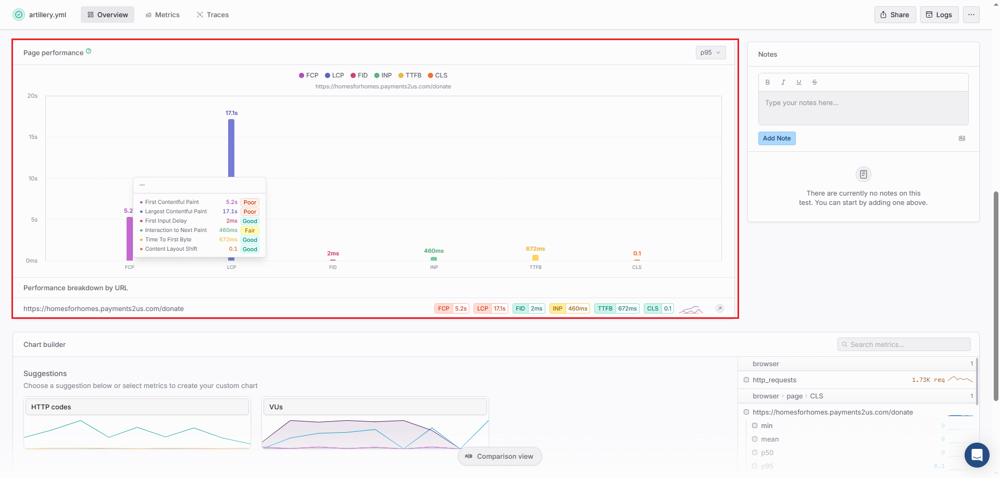 artillery.yml
Overview
Metrics
Traces
Share
Logs
Page performance
p95
FCP LCP FID INP TTFB CLS
https://homesforhomes.payments2us.com/donate
20s
15s
10s
5s
0ms
17.1s
5.2
—
First Contentful Paint 5.2s Poor
Largest Contentful Paint 17.1s Poor
First Input Delay 2ms Good
Interaction to Next Paint 460ms Fair
Time To First Byte 672ms Good
Content Layout Shift 0.1 Good
2ms
460ms
672ms
0.1
FCP LCP FID INP TTFB CLS
Performance breakdown by URL
https://homesforhomes.payments2us.com/donate
FCP 5.2s LCP 17.1s FID 2ms INP 460ms TTFB 672ms CLS 0.1
Notes
B I U S
Type your notes here...
Add Note
There are currently no notes on this
test. You can start by adding one above.
Chart builder
Search metrics...
Suggestions
Choose a suggestion below or select metrics to create your custom chart
HTTP codes
VUs
A|B Comparison view
browser 1
http_requests 1.73K req
browser › page › CLS 1
https://homesforhomes.payments2us.com/donate
min 0
mean 0
p50 0
p95 0.1